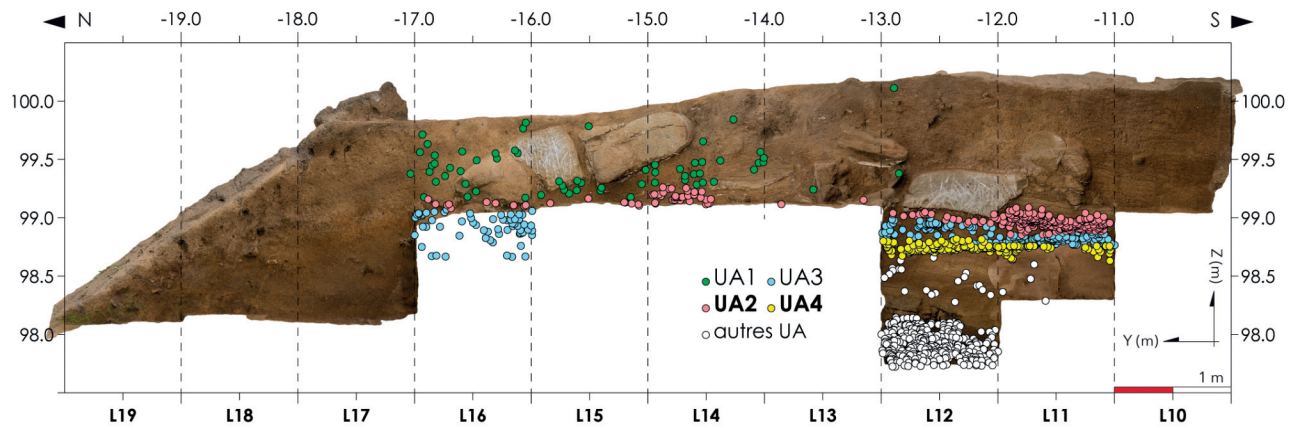 ◄ N -19.0 -18.0 -17.0 -16.0 -15.0 -14.0 -13.0 -12.0 -11.0 S ►
100.0 100.0
99.5 99.5
99.0 99.0
98.5 98.5
98.0 98.0
UA1 UA3
UA2 UA4
autres UA
Z (m)
Y (m)
1 m
L19 L18 L17 L16 L15 L14 L13 L12 L11 L10